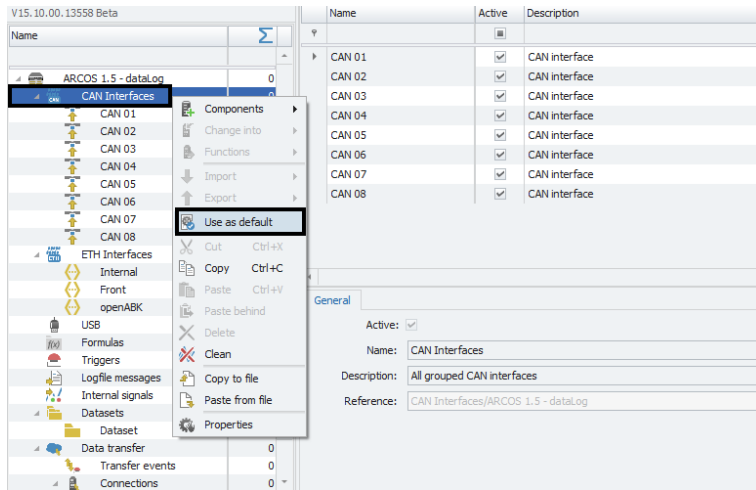 V15.10.00.13558 Beta
Name
ARCOS 1.5 - dataLog 0
CAN Interfaces 0
CAN 01
CAN 02
CAN 03
CAN 04
CAN 05
CAN 06
CAN 07
CAN 08
ETH Interfaces
Internal
Front
openABK
USB
f(x) Formulas
Triggers
Logfile messages
Internal signals
Datasets
Dataset
Data transfer 0
Transfer events 0
Connections 0
Components
Change into
Functions
Import
Export
Use as default
Cut Ctrl+X
Copy Ctrl+C
Paste Ctrl+V
Paste behind
Delete
Clean
Copy to file
Paste from file
Properties
Name Active Description
CAN 01 CAN interface
CAN 02 CAN interface
CAN 03 CAN interface
CAN 04 CAN interface
CAN 05 CAN interface
CAN 06 CAN interface
CAN 07 CAN interface
CAN 08 CAN interface
General
Active:
Name: CAN Interfaces
Description: All grouped CAN interfaces
Reference: CAN Interfaces/ARCOS 1.5 - dataLog